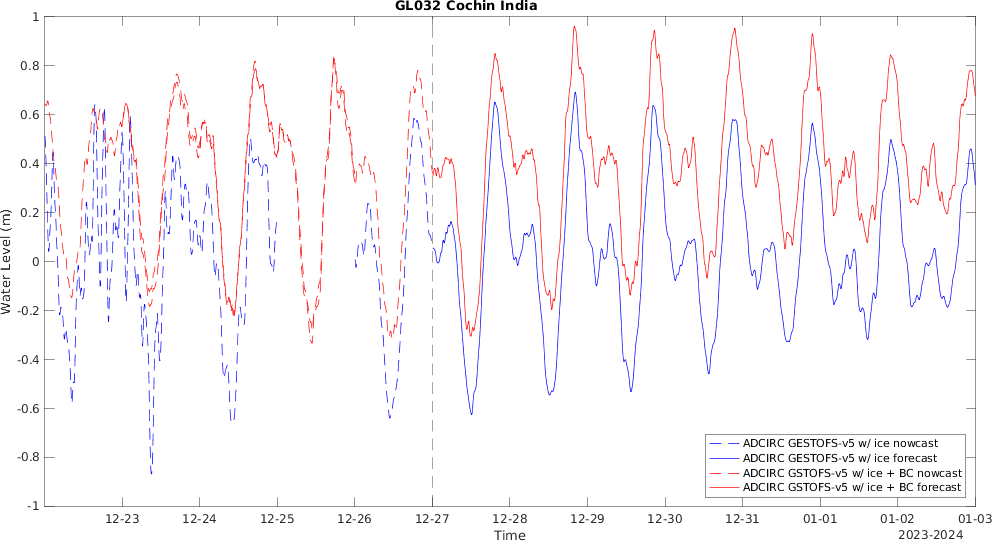 GL032 Cochin India
1
0.8
0.6
0.4
0.2
0
-0.2
-0.4
-0.6
-0.8
-1
Water Level (m)
ADCIRC GESTOFS-v5 w/ ice nowcast
ADCIRC GESTOFS-v5 w/ ice forecast
ADCIRC GSTOFS-v5 w/ ice + BC nowcast
ADCIRC GSTOFS-v5 w/ ice + BC forecast
12-23 12-24 12-25 12-26 12-27 12-28 12-29 12-30 12-31 01-01 01-02 01-03
Time
2023-2024